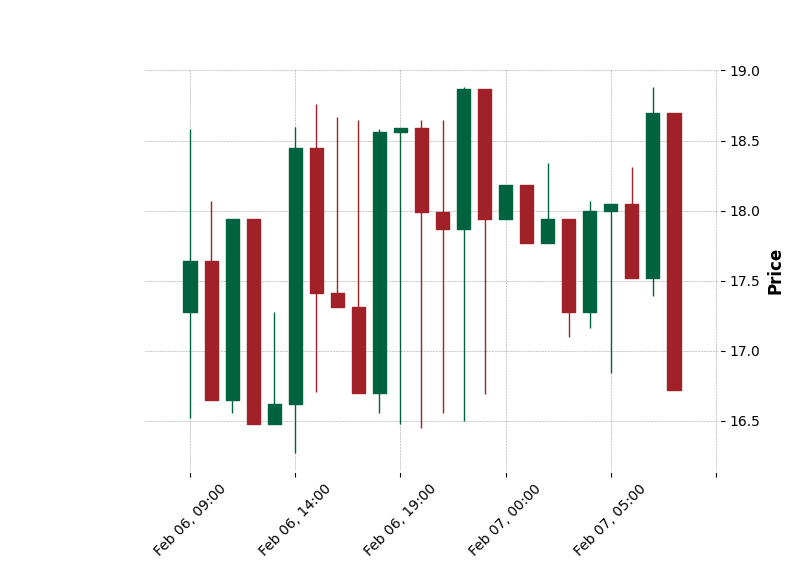 19.0
18.5
18.0
17.5
17.0
16.5
Price
Feb 06, 09:00
Feb 06, 14:00
Feb 06, 19:00
Feb 07, 00:00
Feb 07, 05:00